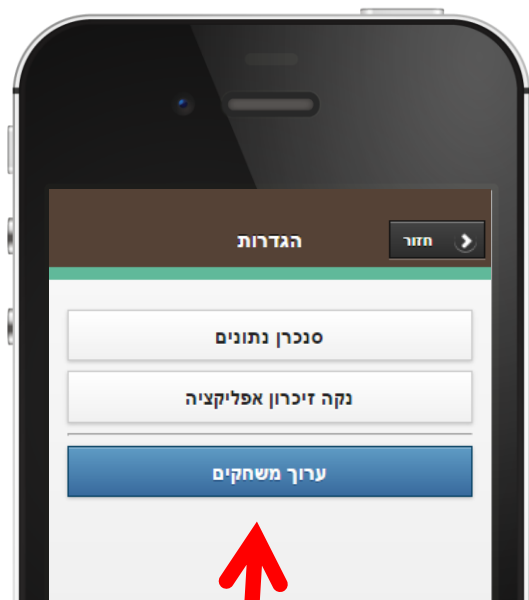 חזור
הגדרות
סנכרן נתונים
נקה זיכרון אפליקציה
ערוך משחקים